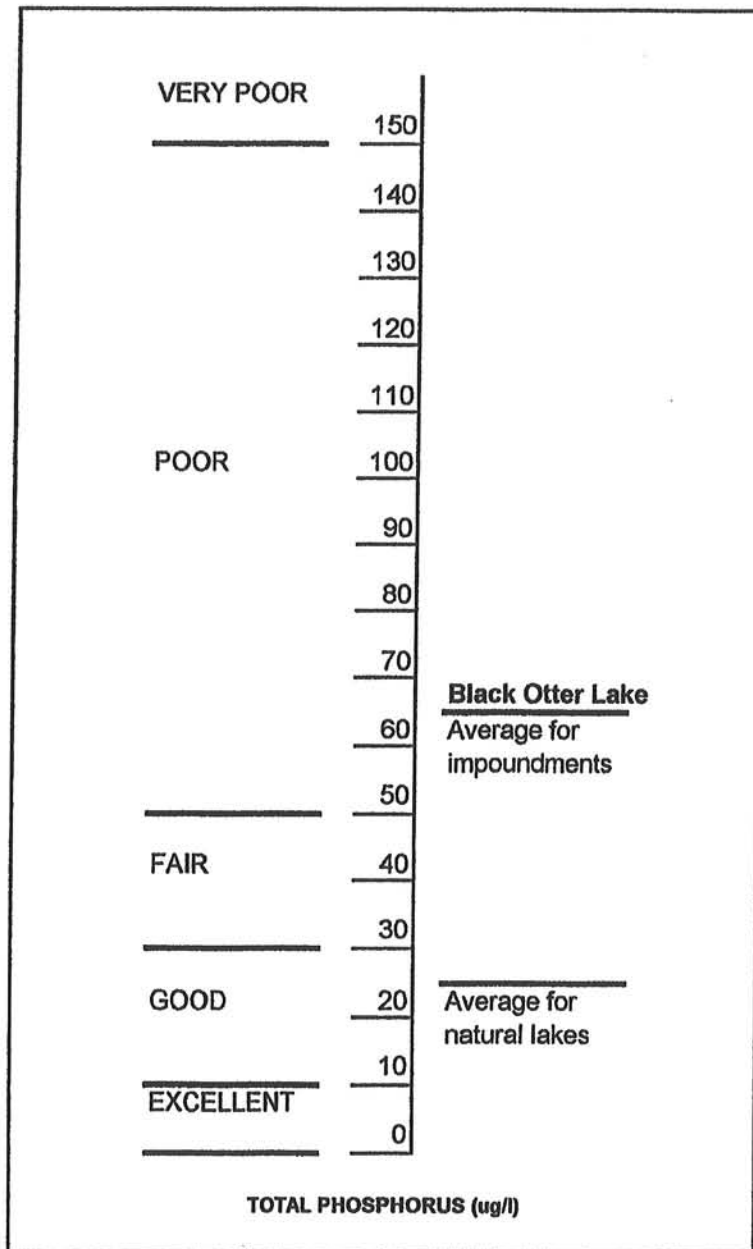 VERY POOR
150
140
130
120
110
POOR
100
90
80
70
Black Otter Lake
60
Average for
impoundments
50
FAIR
40
30
GOOD
20
Average for
natural lakes
10
EXCELLENT
0
TOTAL PHOSPHORUS (ug/l)